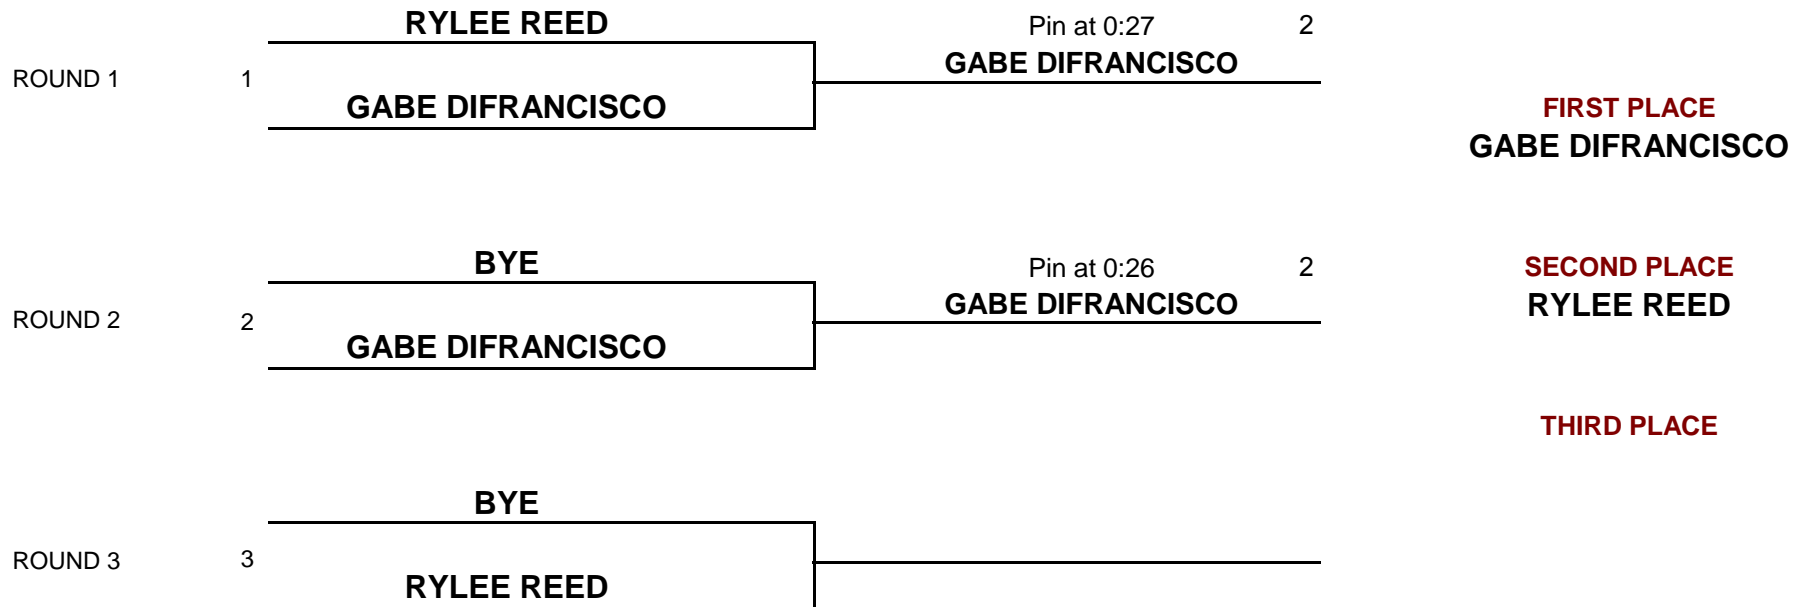 RYLEE REED
Pin at 0:27 2
GABE DIFRANCISCO
ROUND 1 1
GABE DIFRANCISCO
FIRST PLACE
GABE DIFRANCISCO
BYE
Pin at 0:26 2
SECOND PLACE
GABE DIFRANCISCO
RYLEE REED
ROUND 2 2
GABE DIFRANCISCO
THIRD PLACE
BYE
ROUND 3 3
RYLEE REED